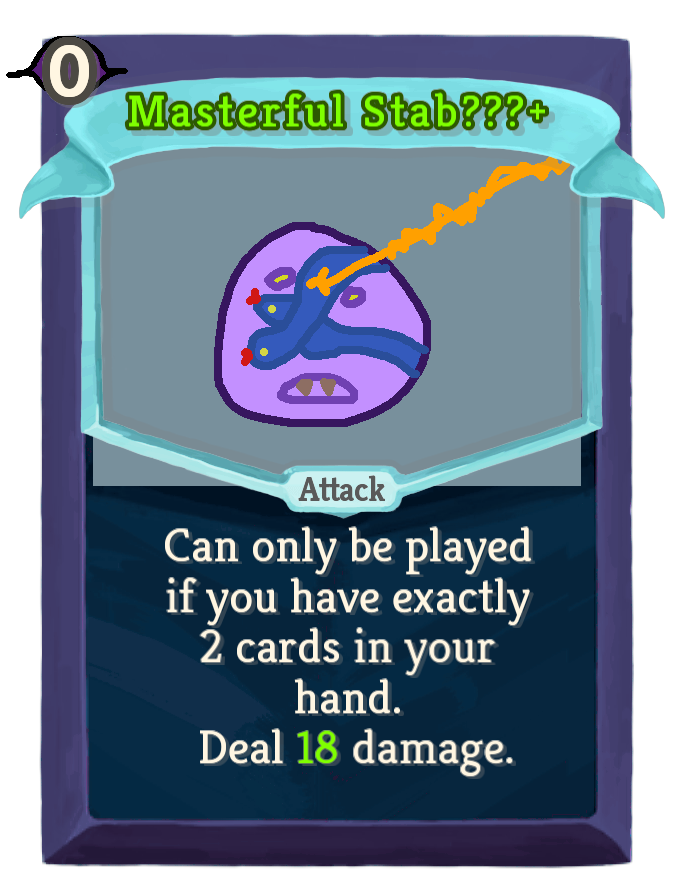 0
Masterful Stab???+
Attack
Can only be played
if you have exactly
2 cards in your
hand.
Deal 18 damage.